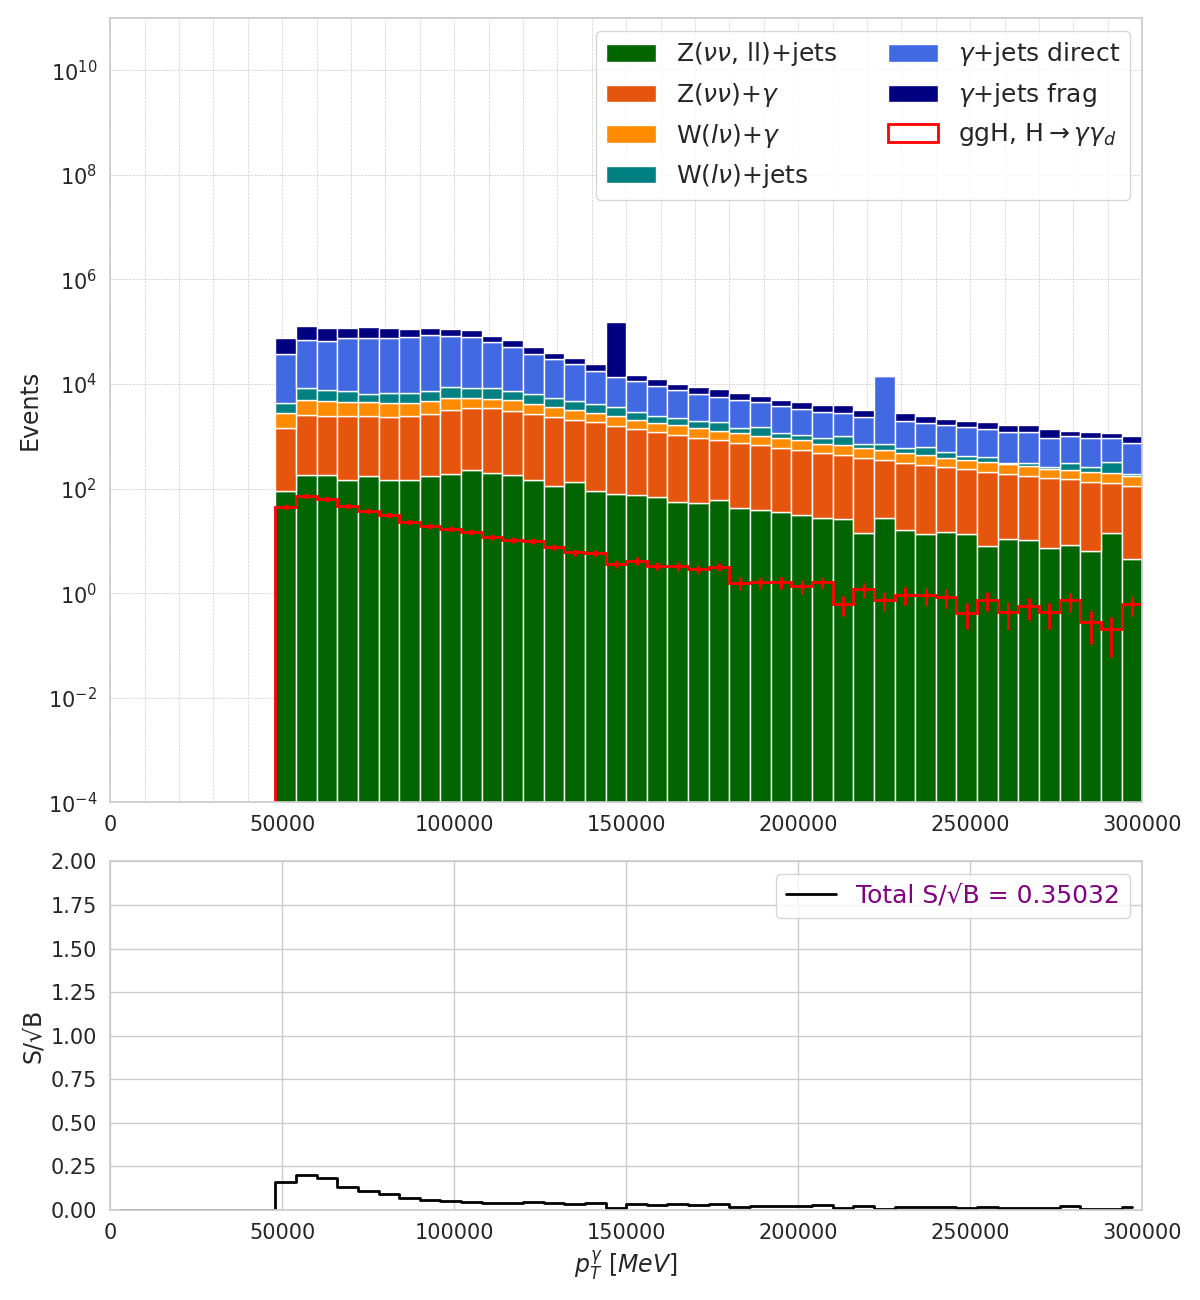 Z(νν, ll)+jets
Z(νν)+γ
W(lν)+γ
W(lν)+jets
γ+jets direct
γ+jets frag
ggH, H→γγ_d
Events
10^10
10^8
10^6
10^4
10^2
10^0
10^−2
10^−4
0 50000 100000 150000 200000 250000 300000
Total S/√B = 0.35032
S/√B
2.00
1.75
1.50
1.25
1.00
0.75
0.50
0.25
0.00
0 50000 100000 150000 200000 250000 300000
p_T^γ [MeV]